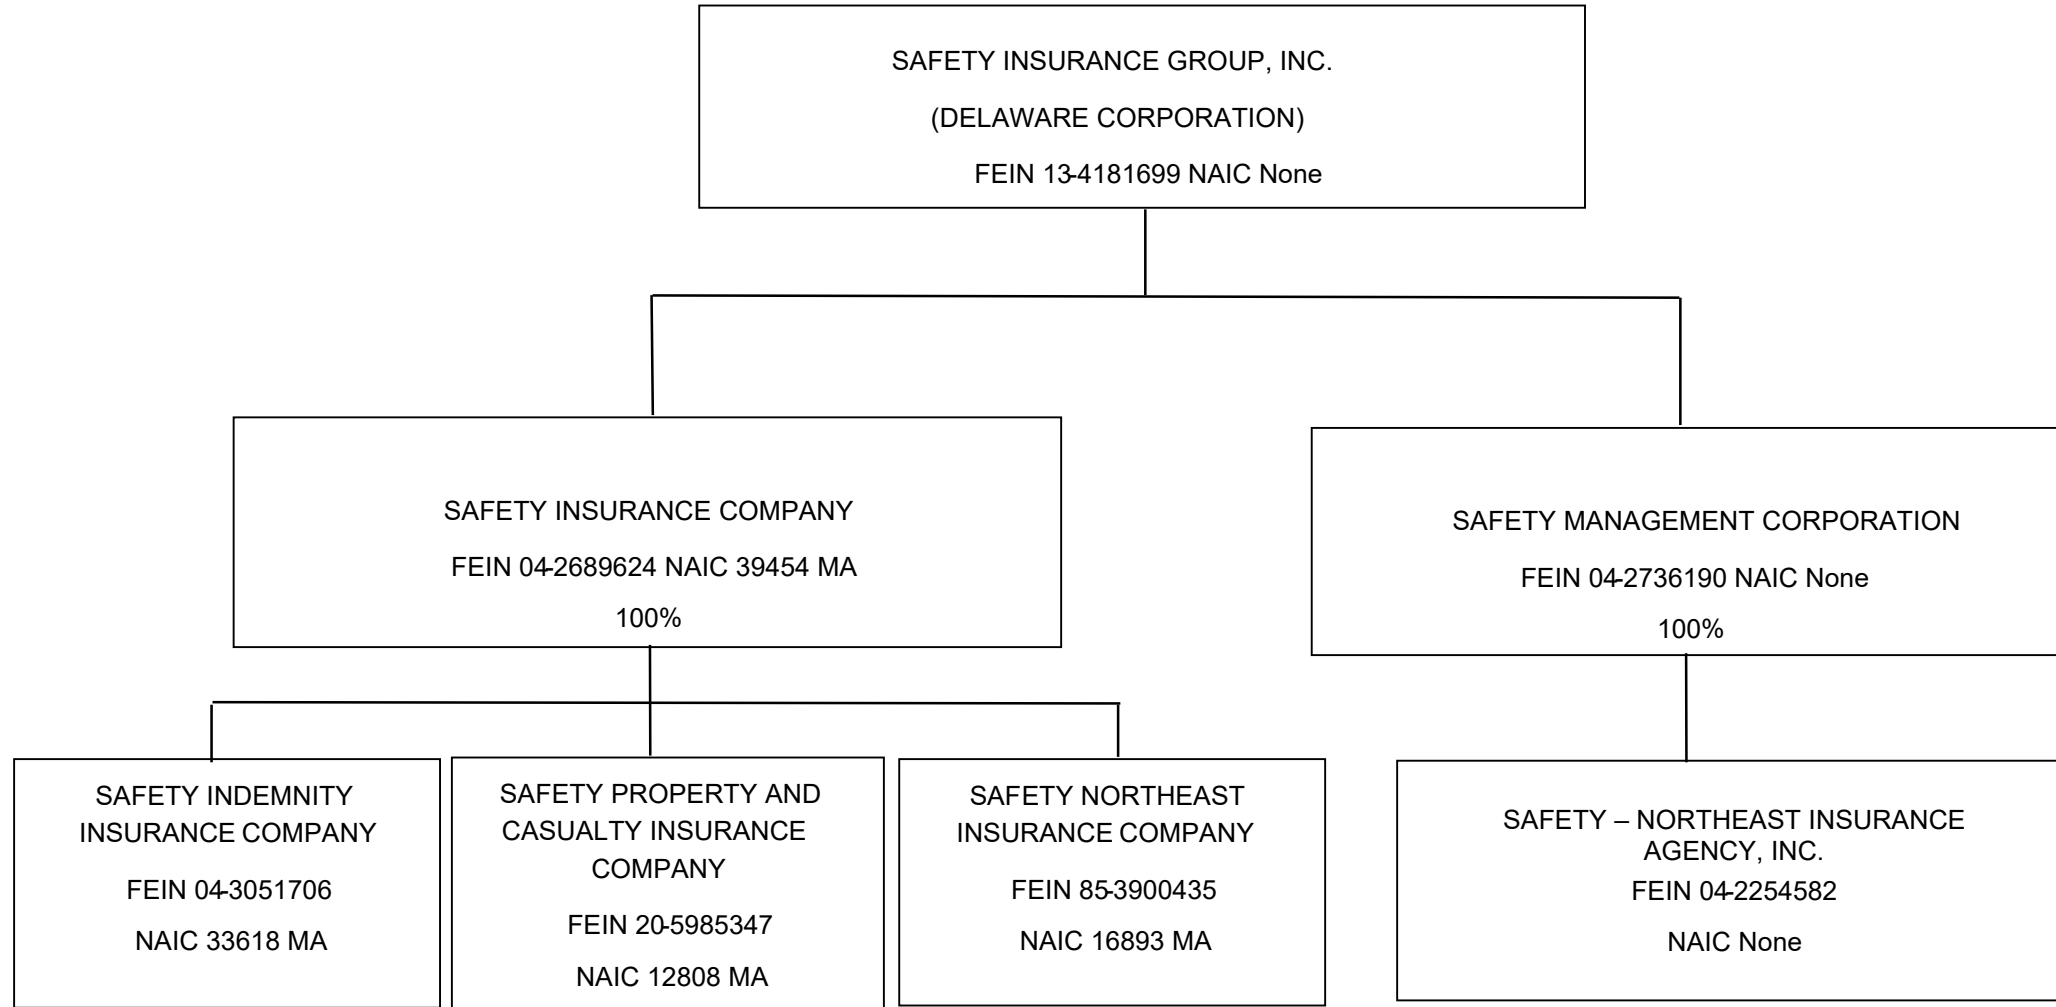 SAFETY INSURANCE GROUP, INC.
(DELAWARE CORPORATION)
FEIN 13-4181699 NAIC None
SAFETY INSURANCE COMPANY
FEIN 04-2689624 NAIC 39454 MA
100%
SAFETY MANAGEMENT CORPORATION
FEIN 04-2736190 NAIC None
100%
SAFETY INDEMNITY
INSURANCE COMPANY
FEIN 04-3051706
NAIC 33618 MA
SAFETY PROPERTY AND
CASUALTY INSURANCE
COMPANY
FEIN 20-5985347
NAIC 12808 MA
SAFETY NORTHEAST
INSURANCE COMPANY
FEIN 85-3900435
NAIC 16893 MA
SAFETY – NORTHEAST INSURANCE
AGENCY, INC.
FEIN 04-2254582
NAIC None